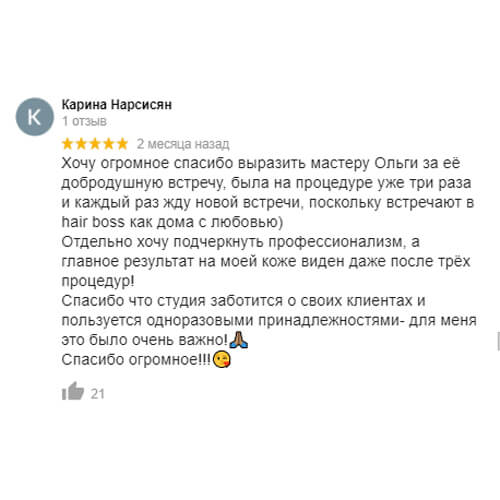 К
Карина Нарсисян
1 отзыв
★★★★★ 2 месяца назад
Хочу огромное спасибо выразить мастеру Ольги за её
добродушную встречу, была на процедуре уже три раза
и каждый раз жду новой встречи, поскольку встречают в
hair boss как дома с любовью)
Отдельно хочу подчеркнуть профессионализм, а
главное результат на моей коже виден даже после трёх
процедур!
Спасибо что студия заботится о своих клиентах и
пользуется одноразовыми принадлежностями- для меня
это было очень важно!🙏🏾
Спасибо огромное!!!😘
21